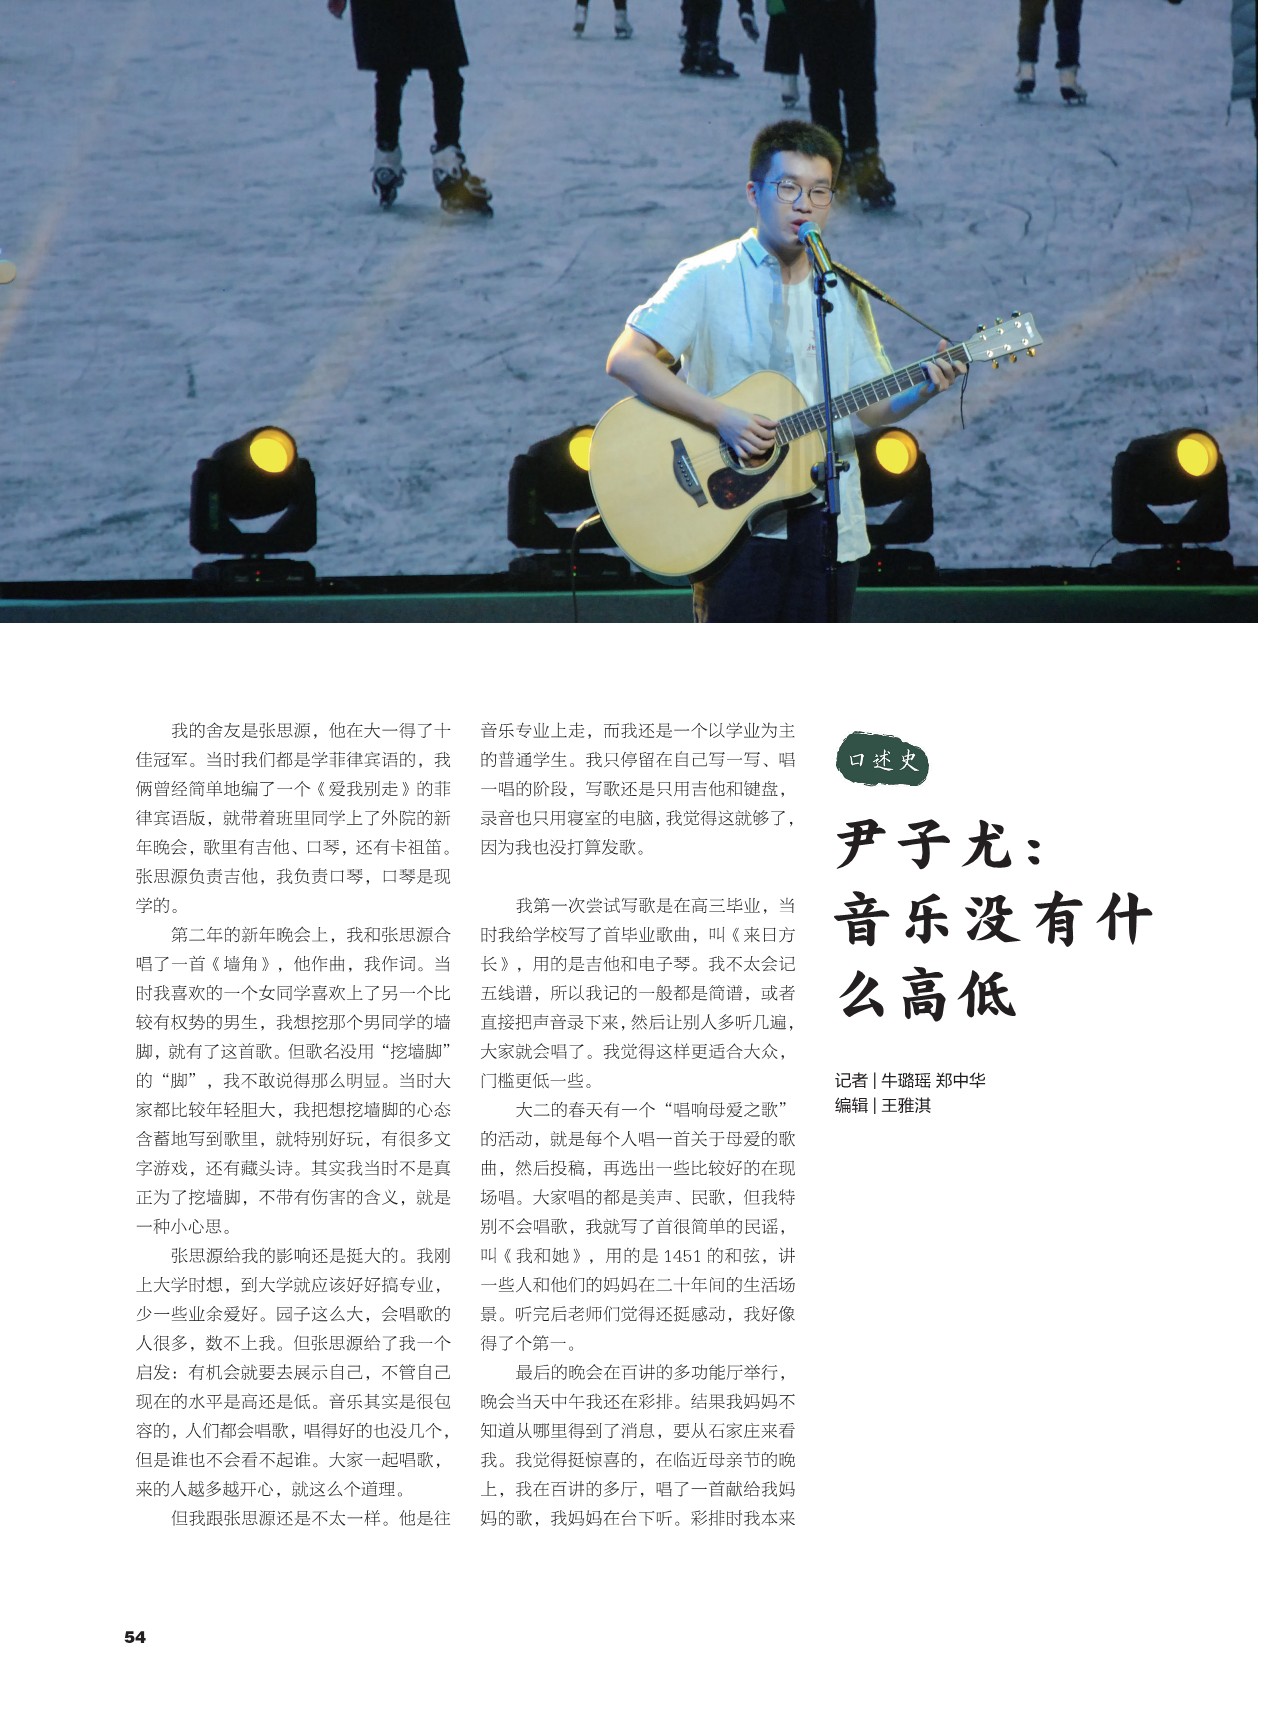 口述史
尹子尤：
音乐没有什
么高低
记者 | 牛璐瑶 郑中华
编辑 | 王雅淇
我的舍友是张思源，他在大一得了十
佳冠军。当时我们都是学菲律宾语的，我
俩曾经简单地编了一个《爱我别走》的菲
律宾语版，就带着班里同学上了外院的新
年晚会，歌里有吉他、口琴，还有卡祖笛。
张思源负责吉他，我负责口琴，口琴是现
学的。
第二年的新年晚会上，我和张思源合
唱了一首《墙角》，他作曲，我作词。当
时我喜欢的一个女同学喜欢上了另一个比
较有权势的男生，我想挖那个男同学的墙
脚，就有了这首歌。但歌名没用“挖墙脚”
的“脚”，我不敢说得那么明显。当时大
家都比较年轻胆大，我把想挖墙脚的心态
含蓄地写到歌里，就特别好玩，有很多文
字游戏，还有藏头诗。其实我当时不是真
正为了挖墙脚，不带有伤害的含义，就是
一种小心思。
张思源给我的影响还是挺大的。我刚
上大学时想，到大学就应该好好搞专业，
少一些业余爱好。园子这么大，会唱歌的
人很多，数不上我。但张思源给了我一个
启发：有机会就要去展示自己，不管自己
现在的水平是高还是低。音乐其实是很包
容的，人们都会唱歌，唱得好的也没几个，
但是谁也不会看不起谁。大家一起唱歌，
来的人越多越开心，就这么个道理。
但我跟张思源还是不太一样。他是往
音乐专业上走，而我还是一个以学业为主
的普通学生。我只停留在自己写一写、唱
一唱的阶段，写歌还是只用吉他和键盘，
录音也只用寝室的电脑，我觉得这就够了，
因为我也没打算发歌。
我第一次尝试写歌是在高三毕业，当
时我给学校写了首毕业歌曲，叫《来日方
长》，用的是吉他和电子琴。我不太会记
五线谱，所以我记的一般都是简谱，或者
直接把声音录下来，然后让别人多听几遍，
大家就会唱了。我觉得这样更适合大众，
门槛更低一些。
大二的春天有一个“唱响母爱之歌”
的活动，就是每个人唱一首关于母爱的歌
曲，然后投稿，再选出一些比较好的在现
场唱。大家唱的都是美声、民歌，但我特
别不会唱歌，我就写了首很简单的民谣，
叫《我和她》，用的是 1451 的和弦，讲
一些人和他们的妈妈在二十年间的生活场
景。听完后老师们觉得还挺感动，我好像
得了个第一。
最后的晚会在百讲的多功能厅举行，
晚会当天中午我还在彩排。结果我妈妈不
知道从哪里得到了消息，要从石家庄来看
我。我觉得挺惊喜的，在临近母亲节的晚
上，我在百讲的多厅，唱了一首献给我妈
妈的歌，我妈妈在台下听。彩排时我本来
54